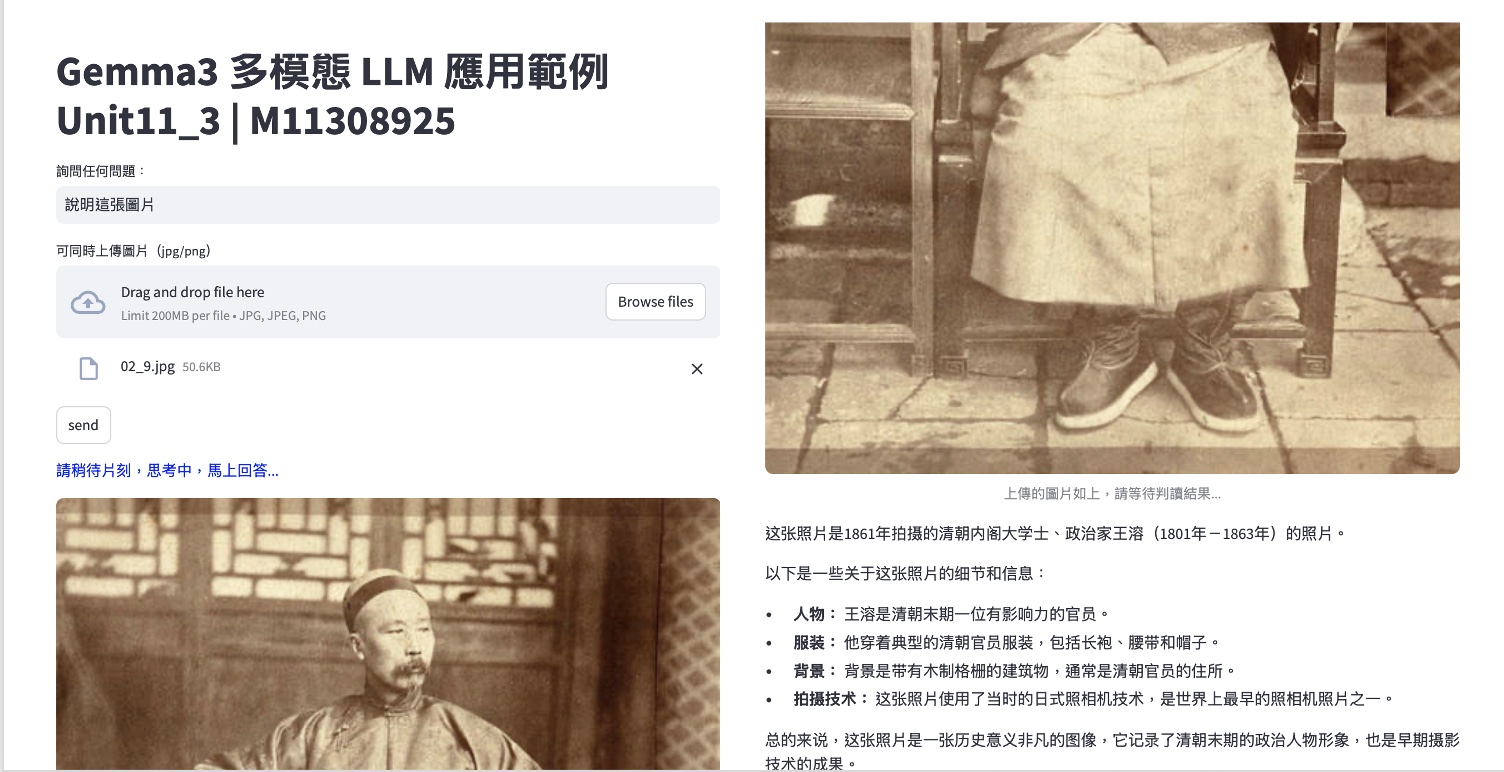 Gemma3 多模態 LLM 應用範例
Unit11_3 | M11308925
詢問任何問題：
說明這張圖片
可同時上傳圖片（jpg/png）
Drag and drop file here
Limit 200MB per file • JPG, JPEG, PNG
Browse files
02_9.jpg 50.6KB
send
請稍待片刻，思考中，馬上回答...
上傳的圖片如上，請等待判讀結果...
这张照片是1861年拍摄的清朝内阁大学士、政治家王溶（1801年－1863年）的照片。
以下是一些关于这张照片的细节和信息：
• 人物： 王溶是清朝末期一位有影响力的官员。
• 服装： 他穿着典型的清朝官员服装，包括长袍、腰带和帽子。
• 背景： 背景是带有木制格栅的建筑物，通常是清朝官员的住所。
• 拍摄技术： 这张照片使用了当时的日式照相机技术，是世界上最早的照相机照片之一。
总的来说，这张照片是一张历史意义非凡的图像，它记录了清朝末期的政治人物形象，也是早期摄影
技术的成果。